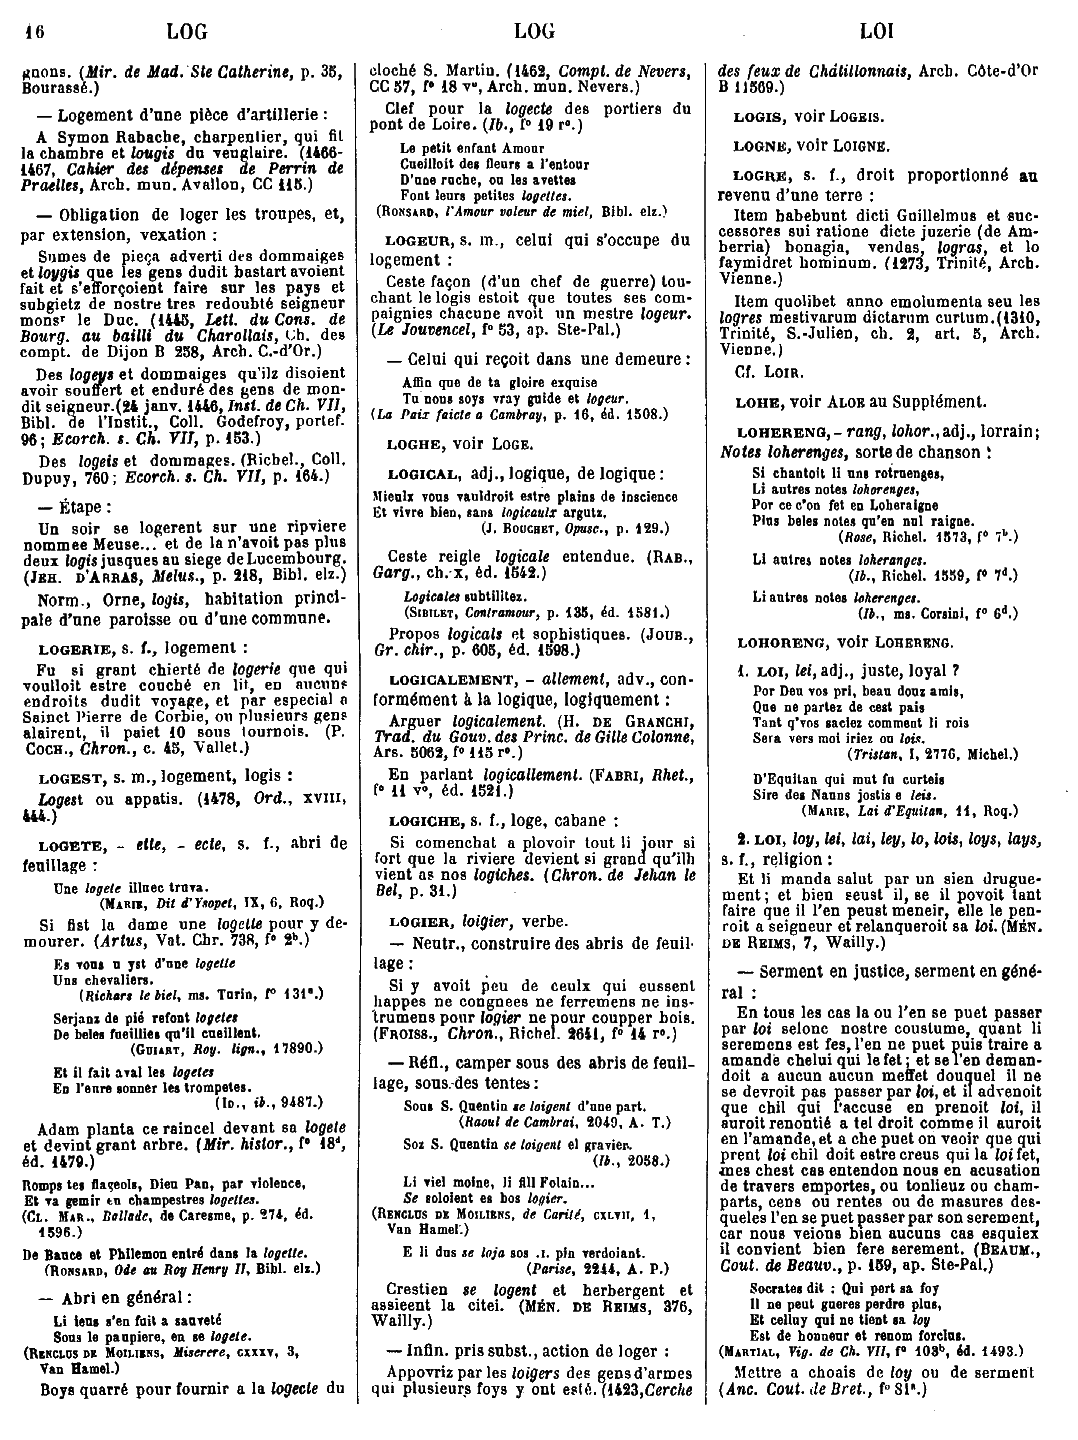 16 LOG LOG LOI
gnons. (Mir. de Mad. Ste Catherine, p. 35,
Bourassé.)
— Logement d'une pièce d'artillerie :
A Symon Rabache, charpentier, qui fit
la chambre et lougis du veuglaire. (1466-
1467, Cahier des dépenses de Perrin de
Praelles, Arch. mun. Avallon, CC 115.)
— Obligation de loger les troupes, et,
par extension, vexation :
Sumes de pieça adverti des dommaiges
et loygis que les gens dudit bastart avoient
fait et s'efforçoient faire sur les pays et
subgietz de nostre tres redoubté seigneur
monsr le Duc. (1445, Lett. du Cons. de
Bourg. au bailli du Charollais, Ch. des
compt. de Dijon B 258, Arch. C.-d'Or.)
Des logeys et dommaiges qu'ilz disoient
avoir souffert et enduré des gens de mon-
dit seigneur. (24 janv. 1446, Inst. de Ch. VII,
Bibl. de l'Instit., Coll. Godefroy, portef.
96; Ecorch. s. Ch. VII, p. 153.)
Des logeis et dommages. (Richel., Coll.
Dupuy, 760; Ecorch. s. Ch. VII, p. 164.)
— Étape :
Un soir se logerent sur une ripviere
nommee Meuse... et de la n'avoit pas plus
deux logis jusques au siege de Lucembourg.
(JEH. D'ARRAS, Melus., p. 218, Bibl. elz.)
Norm., Orne, logis, habitation princi-
pale d'une paroisse ou d'une commune.
LOGERIE, s. f., logement :
Fu si grant chierté de logerie que qui
voulloit estre couché en lit, en aucuns
endroits dudit voyage, et par especial a
Sainct Pierre de Corbie, ou plusieurs gens
alairent, il paiet 10 sous tournois. (P.
COCH., Chron., c. 45, Vallet.)
LOGEST, s. m., logement, logis :
Logest ou appatis. (1478, Ord., XVIII,
444.)
LOGETE, - ette, - ecte, s. f., abri de
feuillage :
Une logete illuec truva.
(MARIE, Dit d'Ysopet, IX, 6, Roq.)
Si fist la dame une logette pour y de-
mourer. (Artus, Vat. Chr. 738, f° 2b.)
Es vous u yst d'une logette
Uns chevaliers.
(Richars le biel, ms. Turin, f° 131a.)
Serjanz de pié refont logetes
De beles fueillies qu'il cueillent.
(GUIART, Roy. lign., 17890.)
Et il fait aval les logetes
En l'eure sonner les trompetes.
(ID., ib., 9487.)
Adam planta ce raincel devant sa logete
et devint grant arbre. (Mir. histor., f° 18d,
éd. 1479.)
Romps tes flageols, Dieu Pan, par violence,
Et va gemir en champestres logettes.
(CL. MAR., Ballade, de Caresme, p. 274, éd.
1596.)
De Bauce et Philemon entré dans la logette.
(RONSARD, Ode au Roy Henry II, Bibl. elz.)
— Abri en général :
Li leus s'en fuit a sauveté
Sous le paupiere, en se logete.
(RENCLUS DE MOILIENS, Miserere, CXXXV, 3,
Van Hamel.)
Boys quarré pour fournir a la logecte du
cloché S. Martin. (1462, Compt. de Nevers,
CC 57, f° 18 v°, Arch. mun. Nevers.)
Clef pour la logecte des portiers du
pont de Loire. (Ib., f° 19 r°.)
Le petit enfant Amour
Cueilloit des fleurs a l'entour
D'une ruche, ou les avettes
Font leurs petites logettes.
(RONSARD, l'Amour voleur de miel, Bibl. elz.)
LOGEUR, s. m., celui qui s'occupe du
logement :
Ceste façon (d'un chef de guerre) tou-
chant le logis estoit que toutes ses com-
paignies chacune avoit un mestre logeur.
(Le Jouvencel, f° 53, ap. Ste-Pal.)
— Celui qui reçoit dans une demeure :
Affin que de ta gloire exquise
Tu nous soys vray guide et logeur.
(La Paix faicte a Cambray, p. 16, éd. 1508.)
LOGHE, voir LOGE.
LOGICAL, adj., logique, de logique :
Mieulx vous vauldroit estre plains de inscience
Et vivre bien, sans logicaulx argutz.
(J. BOUCHET, Opusc., p. 129.)
Ceste reigle logicale entendue. (RAB.,
Garg., ch. X, éd. 1542.)
Logicales subtilitez.
(SIBILET, Contramour, p. 135, éd. 1581.)
Propos logicals et sophistiques. (JOUB.,
Gr. chir., p. 605, éd. 1598.)
LOGICALEMENT, - allement, adv., con-
formément à la logique, logiquement :
Arguer logicalement. (H. DE GRANCHI,
Trad. du Gouv. des Princ. de Gille Colonne,
Ars. 5062, f° 115 r°.)
En parlant logicallement. (FABRI, Rhet.,
f° 11 v°, éd. 1521.)
LOGICHE, s. f., loge, cabane :
Si comenchat a plovoir tout li jour si
fort que la riviere devient si grand qu'ilh
vient as nos logiches. (Chron. de Jehan le
Bel, p. 31.)
LOGIER, loigier, verbe.
— Neutr., construire des abris de feuil-
lage :
Si y avoit peu de ceulx qui eussent
happes ne congnees ne ferremens ne ins-
trumens pour logier ne pour coupper bois.
(FROISS., Chron., Richel. 2641, f° 14 r°.)
— Réfl., camper sous des abris de feuil-
lage, sous des tentes :
Sous S. Quentin se loigent d'une part.
(Raoul de Cambrai, 2049, A. T.)
Soz S. Quentin se loigent el gravier.
(Ib., 2058.)
Li viel moine, li fill Folain...
Se soloient es bos logier.
(RENCLUS DE MOILIENS, de Carité, CXLVII, 1,
Van Hamel.)
E li dus se loja sos .I. pin verdoiant.
(Parise, 2244, A. P.)
Crestien se logent et herbergent et
assieent la citei. (MÉN. DE REIMS, 376,
Wailly.)
— Infin. pris subst., action de loger :
Appovriz par les loigers des gens d'armes
qui plusieurs foys y ont esté. (1423, Cerche
des feux de Châtillonnais, Arch. Côte-d'Or
B 11569.)
LOGIS, voir LOGEIS.
LOGNE, voir LOIGNE.
LOGRE, s. f., droit proportionné au
revenu d'une terre :
Item habebunt dicti Guillelmus et suc-
cessores sui ratione dicte juzerie (de Am-
berria) bonagia, vendas, logras, et lo
faymidret hominum. (1273, Trinité, Arch.
Vienne.)
Item quolibet anno emolumenta seu les
logres mestivarum dictarum curtum. (1310,
Trinité, S.-Julien, ch. 2, art. 5, Arch.
Vienne.)
Cf. LOIR.
LOHE, voir ALOE au Supplément.
LOHERENG, - rang, lohor., adj., lorrain;
Notes loherenges, sorte de chanson :
Si chantoit li uns rotruenges,
Li autres notes lohorenges,
Por ce c'on fet en Loheraigne
Plus beles notes qu'en nul raigne.
(Rose, Richel. 1573, f° 7b.)
Li autres notes loheranges.
(Ib., Richel. 1559, f° 7d.)
Li autres notes loherenges.
(Ib., ms. Corsini, f° 6d.)
LOHORENG, voir LOHERENG.
1. LOI, lei, adj., juste, loyal ?
Por Deu vos pri, beau douz amis,
Que ne partez de cest pais
Tant q'vos saciez comment li rois
Sera vers moi iriez ou lois.
(Tristan, I, 2776, Michel.)
D'Equitan qui mut fu curteis
Sire des Nauns jostis e leis.
(MARIE, Lai d'Equitan, 11, Roq.)
2. LOI, loy, lei, lai, ley, lo, lois, loys, lays,
s. f., religion :
Et li manda salut par un sien drugue-
ment; et bien seust il, se il povoit tant
faire que il l'en peust meneir, elle le pen-
roit a seigneur et relanqueroit sa loi. (MÉN.
DE REIMS, 7, Wailly.)
— Serment en justice, serment en géné-
ral :
En tous les cas la ou l'en se puet passer
par loi selonc nostre coustume, quant li
seremens est fes, l'en ne puet puis traire a
amande chelui qui le fet; et se l'en deman-
doit a aucun aucun meffet douquel il ne
se devroit pas passer par loi, et il advenoit
que chil qui l'accuse en prenoit loi, il
auroit renontié a tel droit comme il auroit
en l'amande, et a che puet on veoir que qui
prent loi chil doit estre creus qui la loi fet,
mes chest cas entendon nous en acusation
de travers emportes, ou tonlieuz ou cham-
parts, cens ou rentes ou de masures des-
queles l'en se puet passer par son serement,
car nous veions bien aucuns cas esquiex
il convient bien fere serement. (BEAUM.,
Cout. de Beauv., p. 159, ap. Ste-Pal.)
Socrates dit : Qui pert sa foy
Il ne peut gueres perdre plus,
Et celluy qui ne tient sa loy
Est de honneur et renom forclus.
(MARTIAL, Vig. de Ch. VII, f° 103b, éd. 1493.)
Mettre a choais de loy ou de serment
(Anc. Cout. de Bret., f° 81a.)